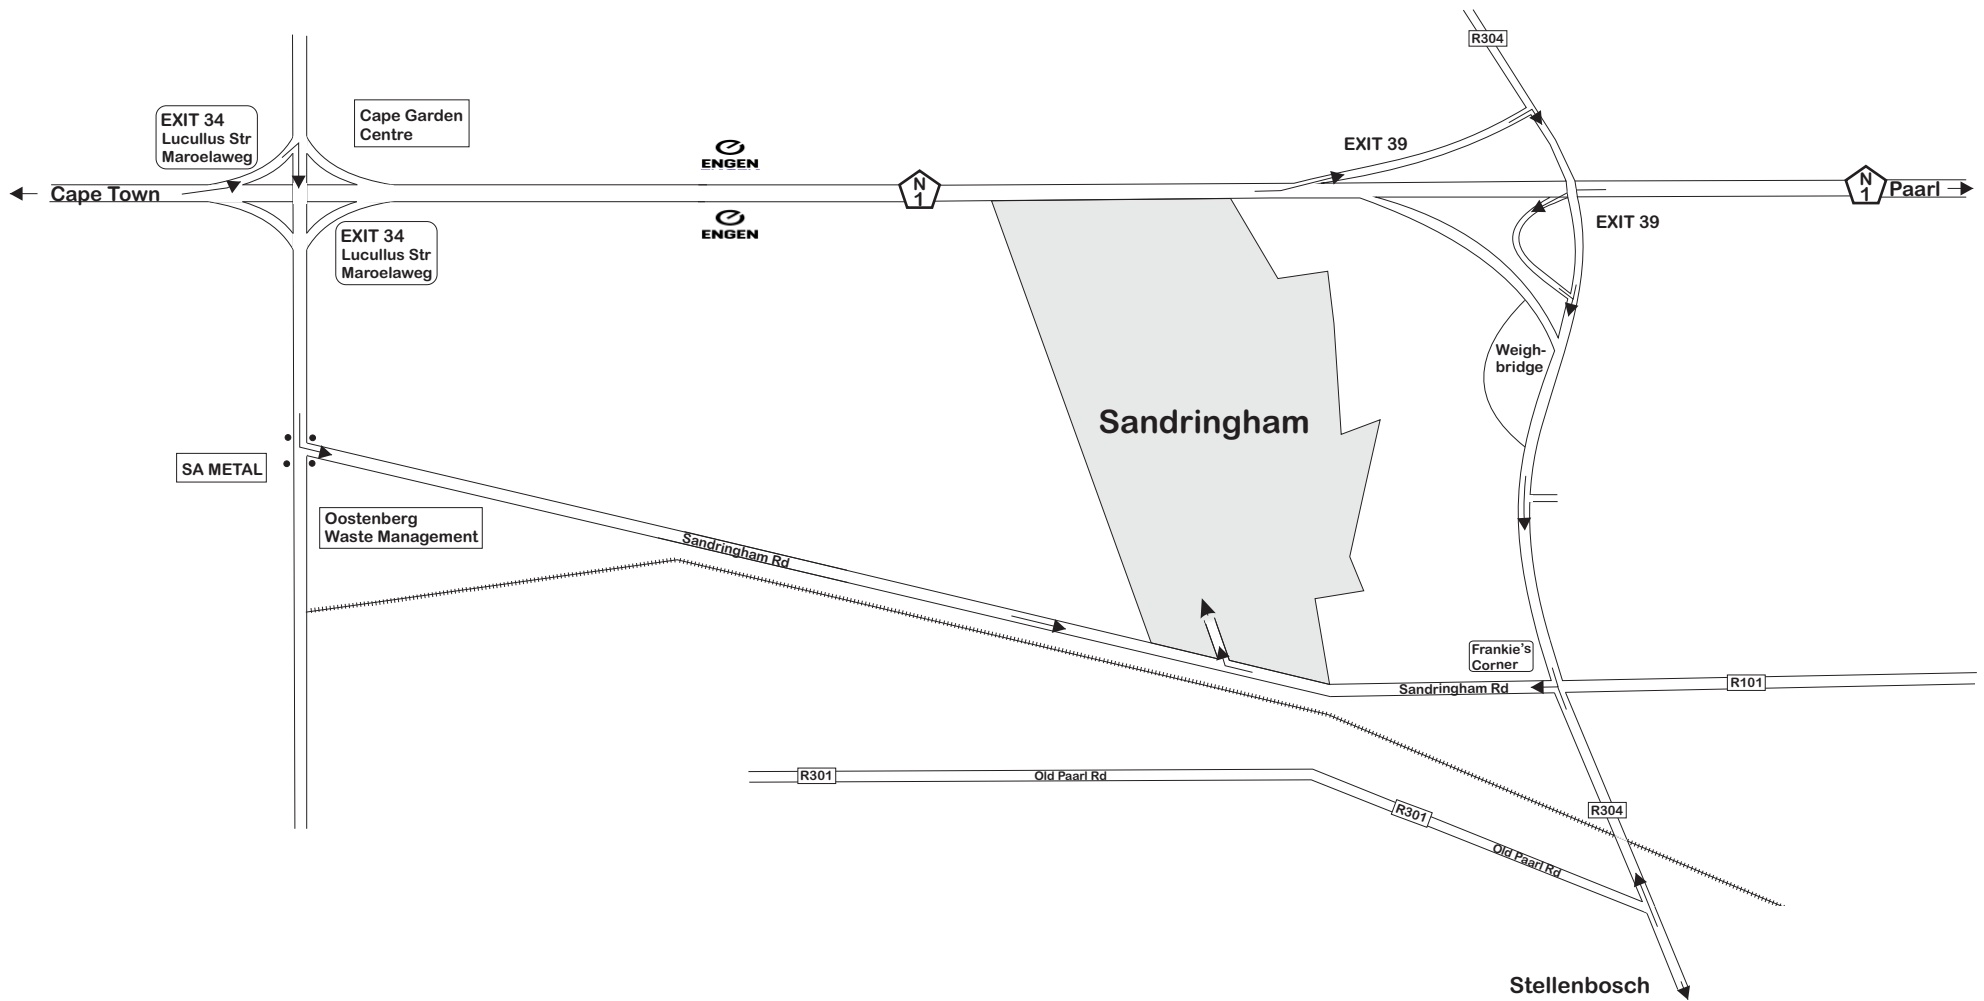 R304
EXIT 34
Lucullus Str
Maroelaweg
Cape Garden
Centre
EXIT 39
ENGEN
Cape Town
N
1
N
1
Paarl
ENGEN
EXIT 39
EXIT 34
Lucullus Str
Maroelaweg
Weigh-
bridge
Sandringham
SA METAL
Oostenberg
Waste Management
Sandringham Rd
Frankie's
Corner
Sandringham Rd
R101
R301
Old Paarl Rd
R301
R304
Old Paarl Rd
Stellenbosch